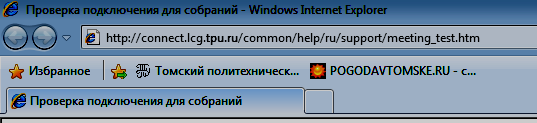 Проверка подключения для собраний - Windows Internet Explorer
http://connect.lcg.tpu.ru/common/help/ru/support/meeting_test.htm
Избранное Томский политехническ... POGODAVTOMSKE.RU - с...
Проверка подключения для собраний